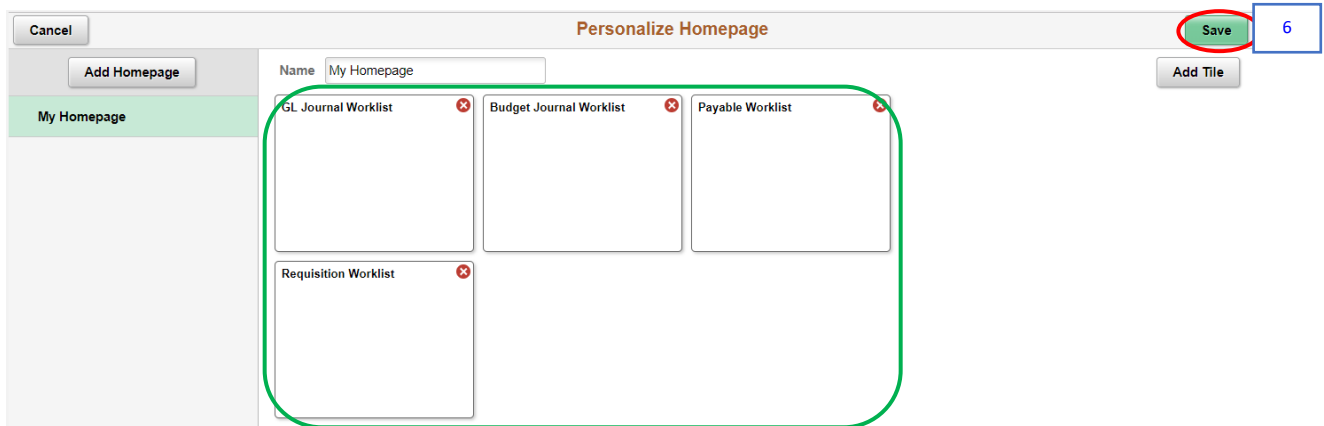 Cancel
Personalize Homepage
Save
6
Add Homepage
Name My Homepage
Add Tile
My Homepage
GL Journal Worklist
Budget Journal Worklist
Payable Worklist
Requisition Worklist